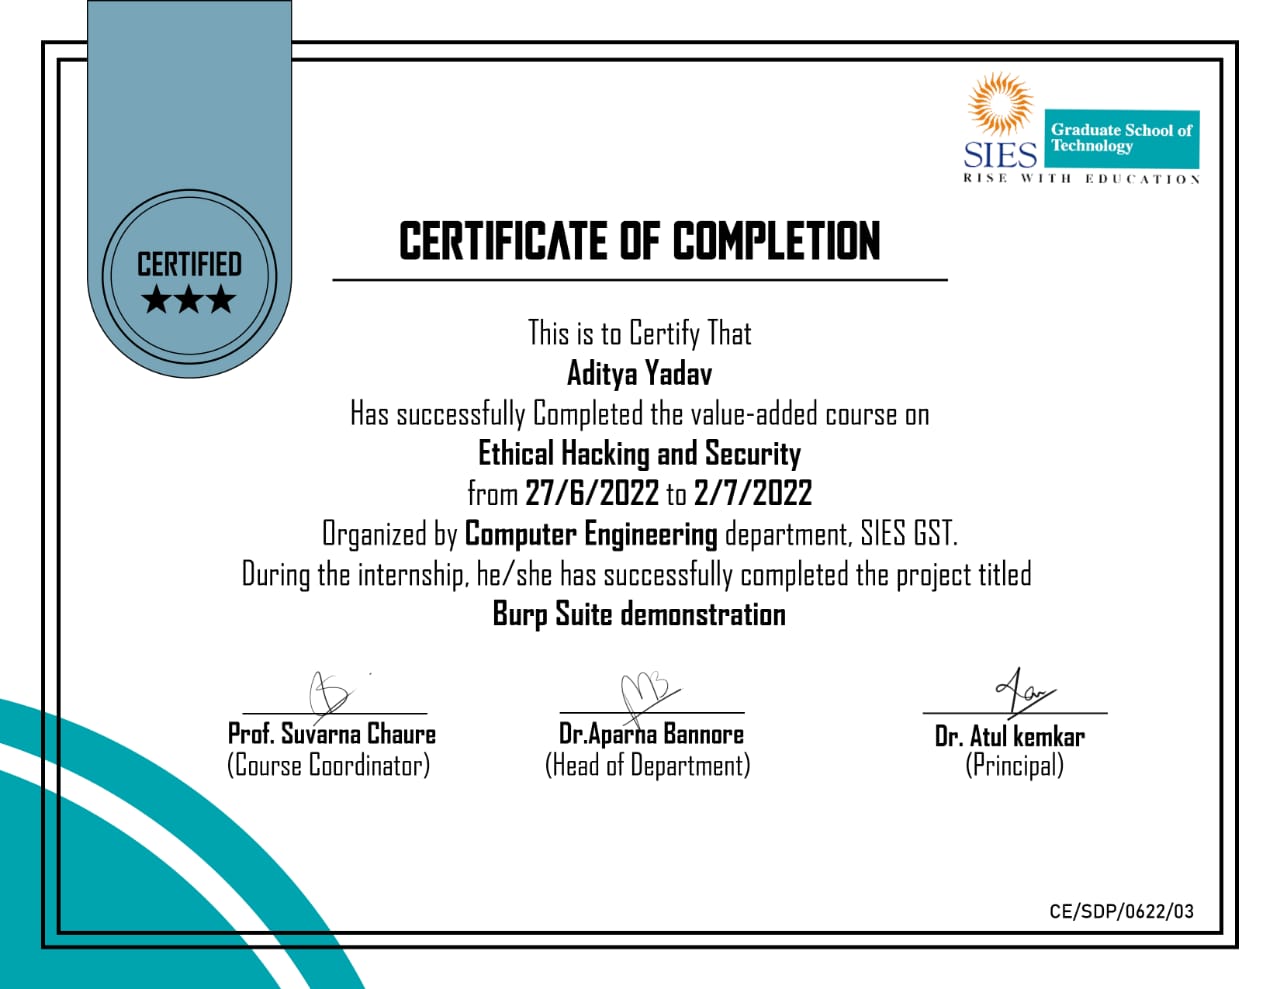 SIES
Graduate School of
Technology
RISE WITH EDUCATION
CERTIFIED
CERTIFICATE OF COMPLETION
This is to Certify That
Aditya Yadav
Has successfully Completed the value-added course on
Ethical Hacking and Security
from 27/6/2022 to 2/7/2022
Organized by Computer Engineering department, SIES GST.
During the internship, he/she has successfully completed the project titled
Burp Suite demonstration
Prof. Suvarna Chaure
(Course Coordinator)
Dr.Aparna Bannore
(Head of Department)
Dr. Atul kemkar
(Principal)
CE/SDP/0622/03